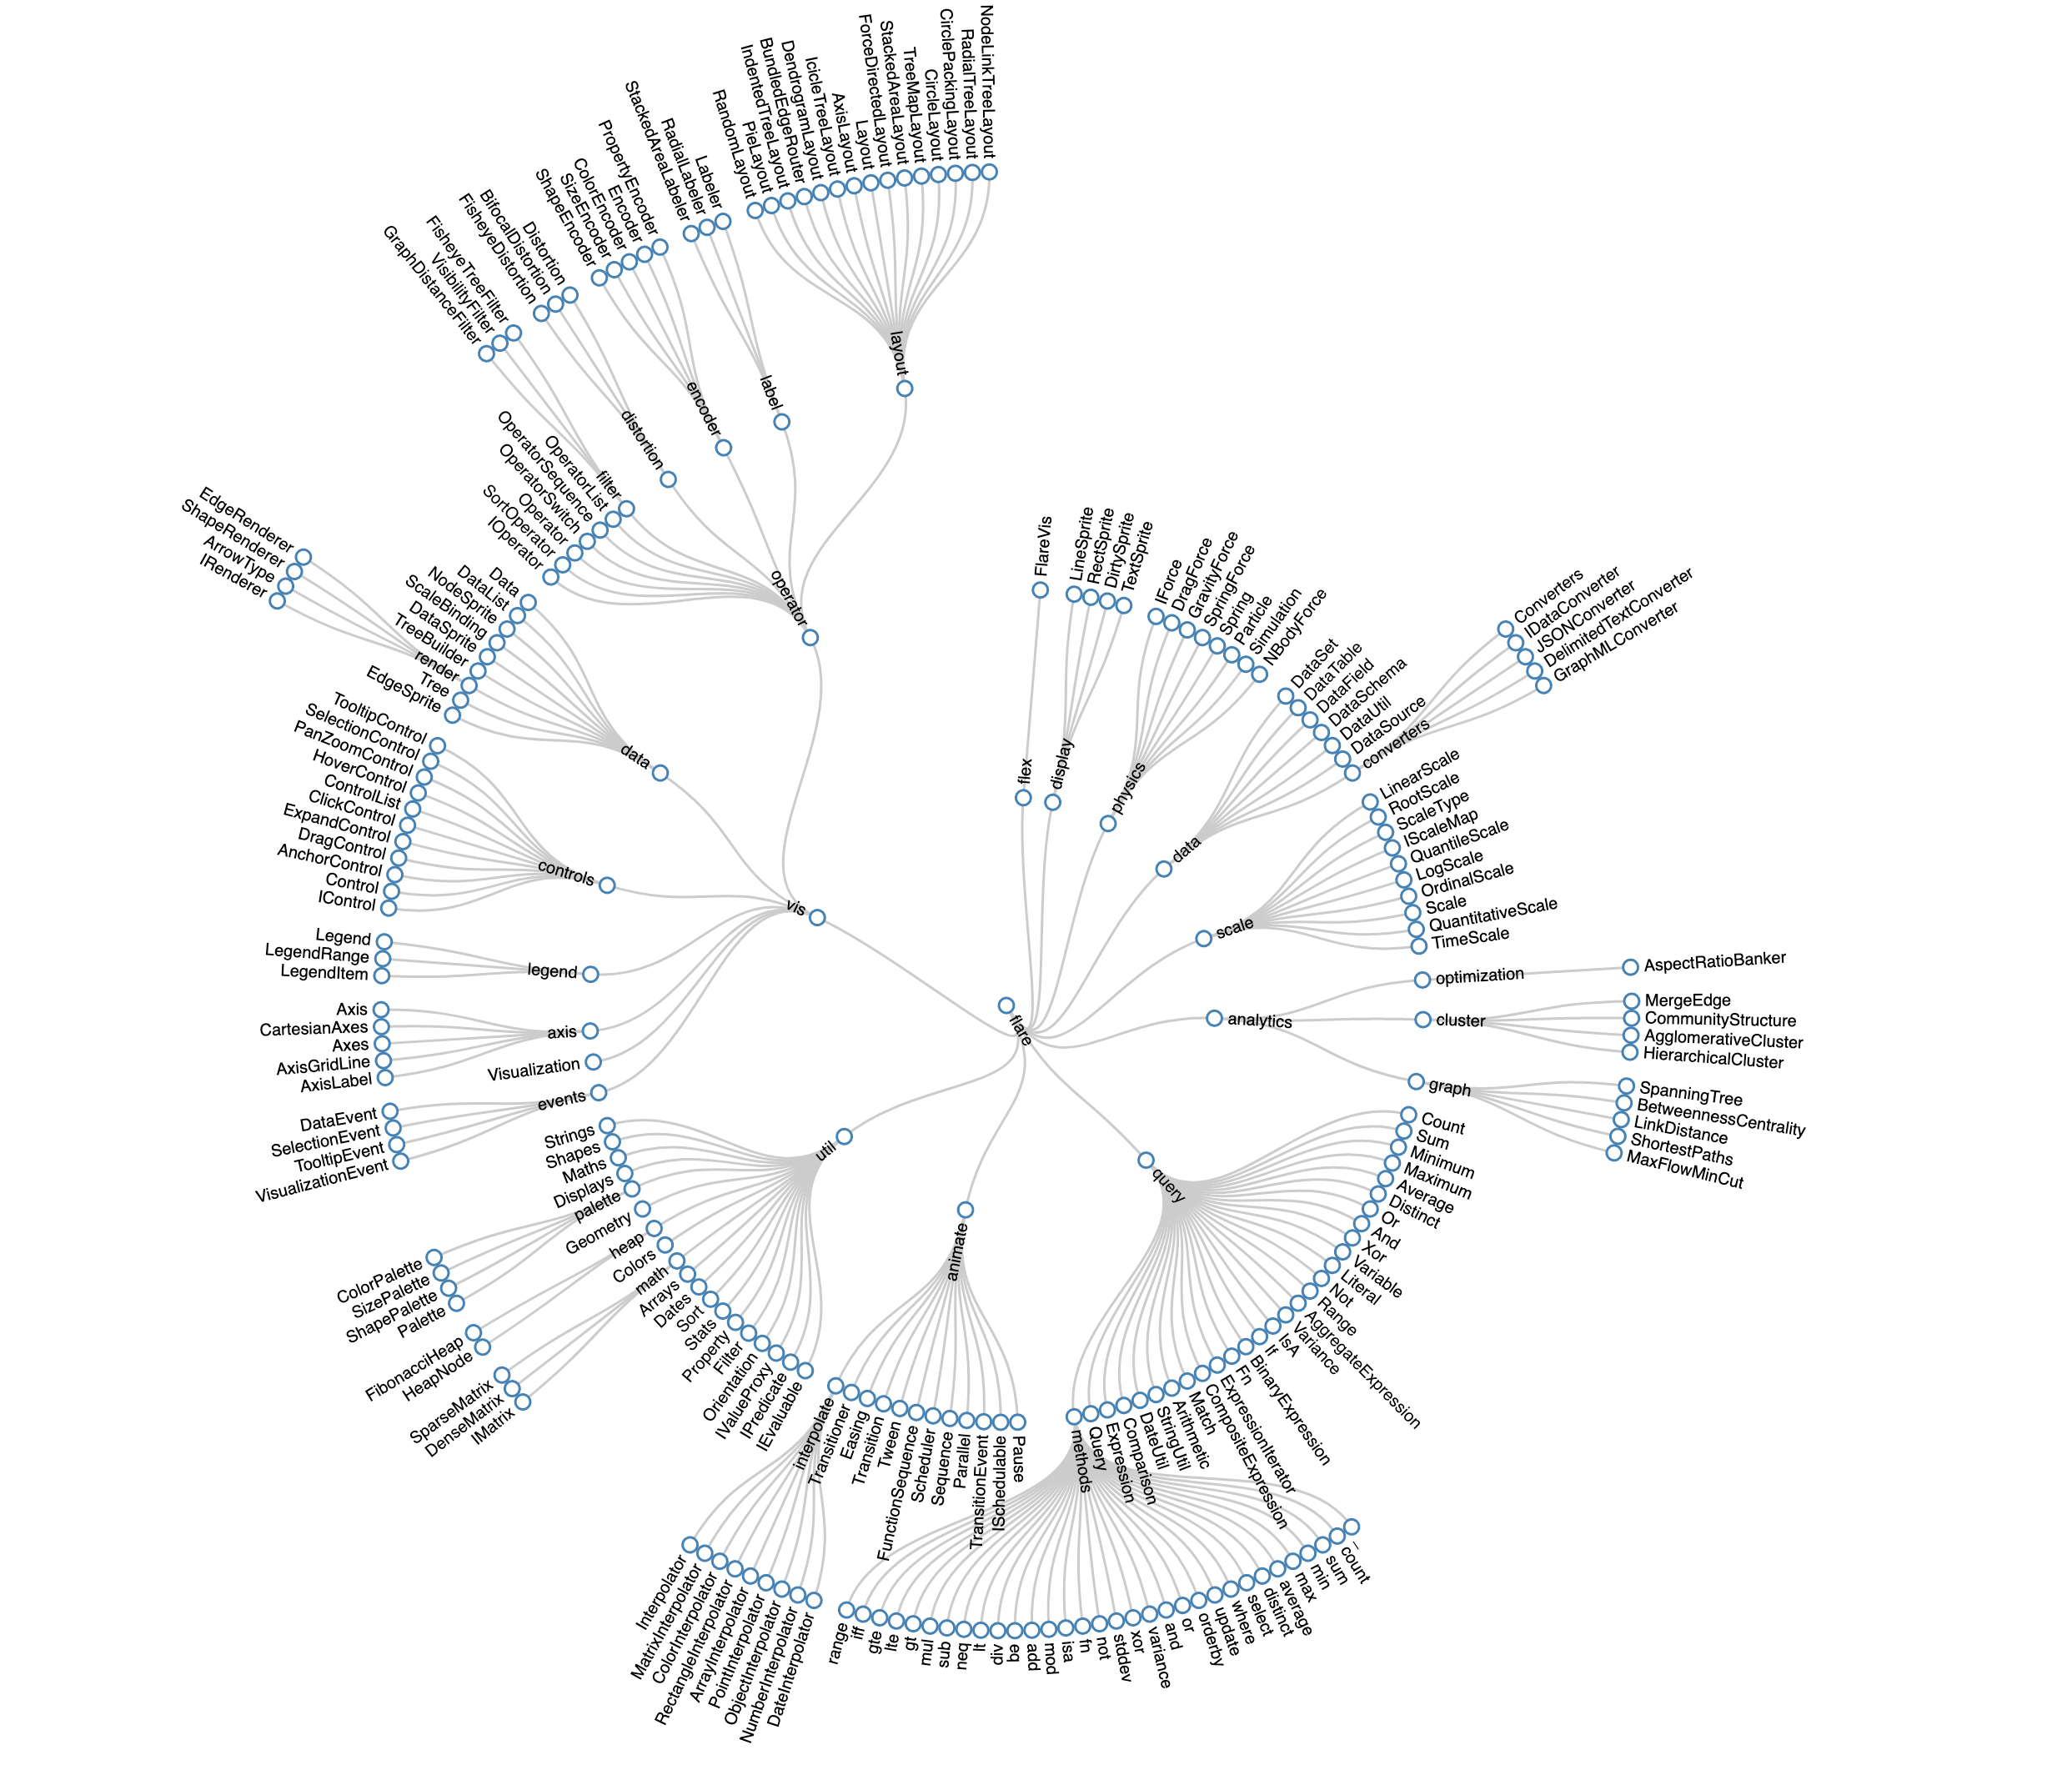 flare
flex
FlareVis
display
LineSprite
RectSprite
DirtySprite
TextSprite
physics
IForce
DragForce
GravityForce
SpringForce
Spring
Particle
Simulation
NBodyForce
data
DataSet
DataTable
DataField
DataSchema
DataUtil
DataSource
converters
Converters
IDataConverter
JSONConverter
DelimitedTextConverter
GraphMLConverter
scale
LinearScale
RootScale
ScaleType
IScaleMap
QuantileScale
LogScale
OrdinalScale
Scale
QuantitativeScale
TimeScale
analytics
optimization
AspectRatioBanker
cluster
MergeEdge
CommunityStructure
AgglomerativeCluster
HierarchicalCluster
graph
SpanningTree
BetweennessCentrality
LinkDistance
ShortestPaths
MaxFlowMinCut
query
Count
Sum
Minimum
Maximum
Average
Distinct
Or
And
Xor
Variable
Literal
Not
Range
AggregateExpression
Variance
IsA
If
BinaryExpression
Fn
ExpressionIterator
CompositeExpression
Match
Arithmetic
StringUtil
DateUtil
Comparison
Expression
Query
methods
_
count
sum
min
max
average
distinct
select
where
update
orderby
or
and
variance
xor
stddev
not
fn
isa
mod
add
eq
div
lt
neq
sub
mul
gt
lte
gte
iff
range
animate
Pause
ISchedulable
TransitionEvent
Parallel
Sequence
Scheduler
FunctionSequence
Tween
Transition
Easing
Transitioner
interpolate
DateInterpolator
NumberInterpolator
ObjectInterpolator
PointInterpolator
ArrayInterpolator
RectangleInterpolator
ColorInterpolator
MatrixInterpolator
Interpolator
util
IEvaluable
IPredicate
IValueProxy
Orientation
Filter
Property
Stats
Sort
Dates
Arrays
math
IMatrix
DenseMatrix
SparseMatrix
Colors
heap
HeapNode
FibonacciHeap
Geometry
palette
Palette
ShapePalette
SizePalette
ColorPalette
Displays
Maths
Shapes
Strings
vis
events
VisualizationEvent
TooltipEvent
SelectionEvent
DataEvent
Visualization
axis
AxisLabel
AxisGridLine
Axes
CartesianAxes
Axis
legend
LegendItem
LegendRange
Legend
controls
IControl
Control
AnchorControl
DragControl
ExpandControl
ClickControl
ControlList
HoverControl
PanZoomControl
SelectionControl
TooltipControl
data
EdgeSprite
Tree
render
IRenderer
ArrowType
ShapeRenderer
EdgeRenderer
TreeBuilder
DataSprite
ScaleBinding
NodeSprite
DataList
Data
operator
IOperator
SortOperator
Operator
OperatorSwitch
OperatorSequence
OperatorList
filter
GraphDistanceFilter
VisibilityFilter
FisheyeTreeFilter
distortion
FisheyeDistortion
BifocalDistortion
Distortion
encoder
ShapeEncoder
SizeEncoder
ColorEncoder
Encoder
PropertyEncoder
label
StackedAreaLabeler
RadialLabeler
Labeler
layout
RandomLayout
PieLayout
IndentedTreeLayout
BundledEdgeRouter
DendrogramLayout
IcicleTreeLayout
AxisLayout
Layout
ForceDirectedLayout
StackedAreaLayout
TreeMapLayout
CircleLayout
CirclePackingLayout
RadialTreeLayout
NodeLinkTreeLayout